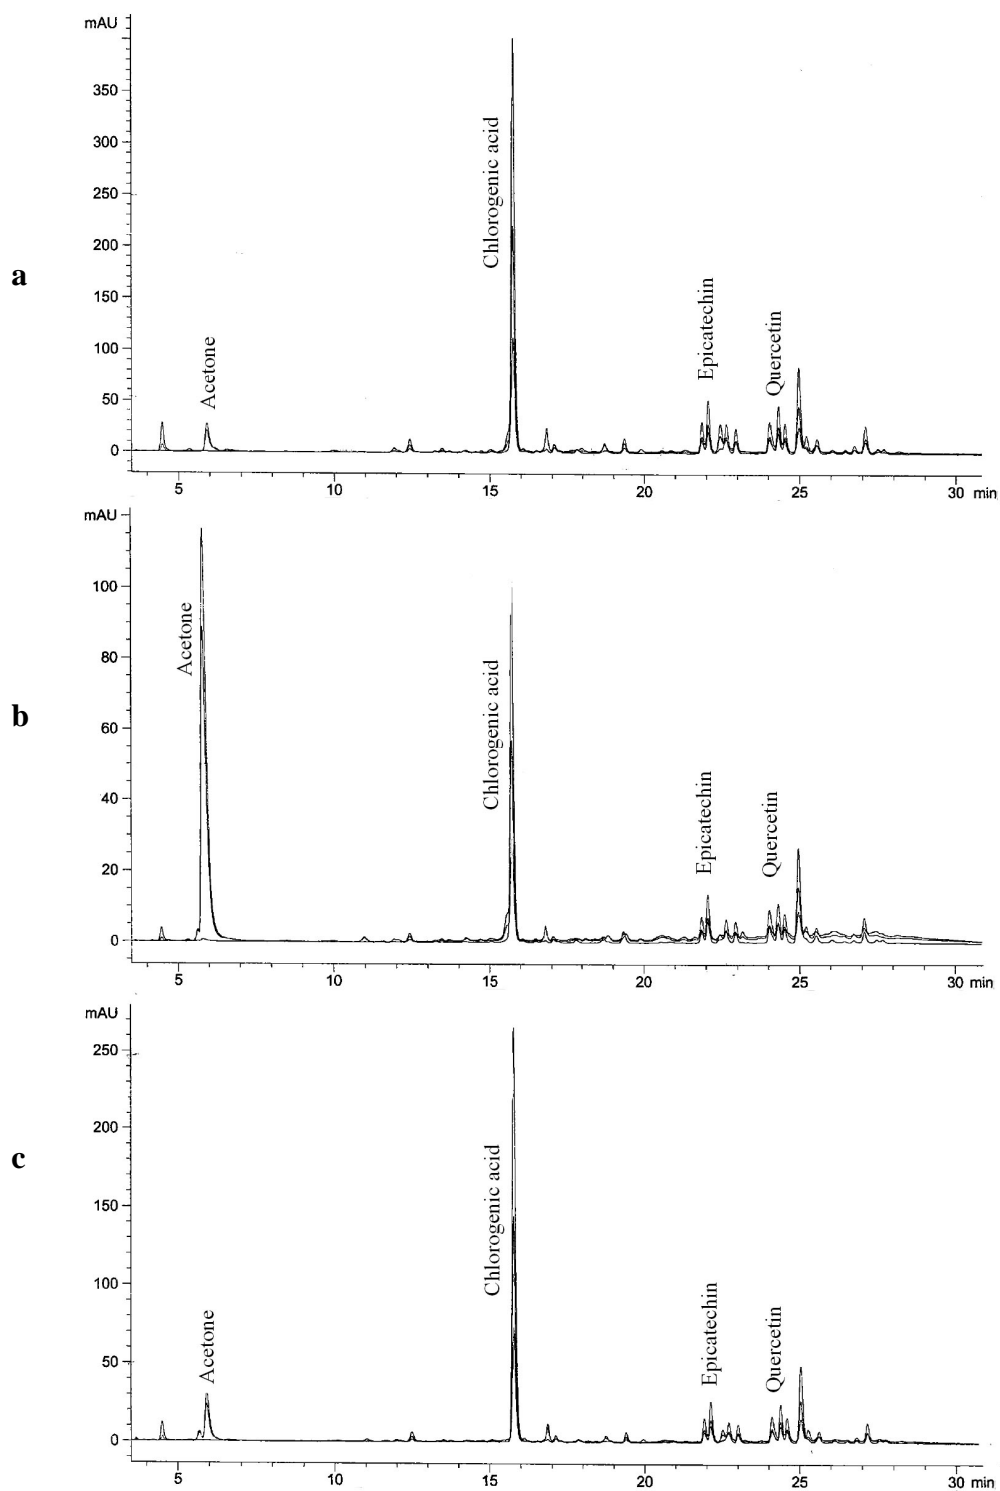 mAU
350
300
250
200
150
100
50
0
Acetone
Chlorogenic acid
Epicatechin
Quercetin
a
5
10
15
20
25
30 min
mAU
100
80
60
40
20
0
Acetone
Chlorogenic acid
Epicatechin
Quercetin
b
5
10
15
20
25
30 min
mAU
250
200
150
100
50
0
Acetone
Chlorogenic acid
Epicatechin
Quercetin
c
5
10
15
20
25
30 min